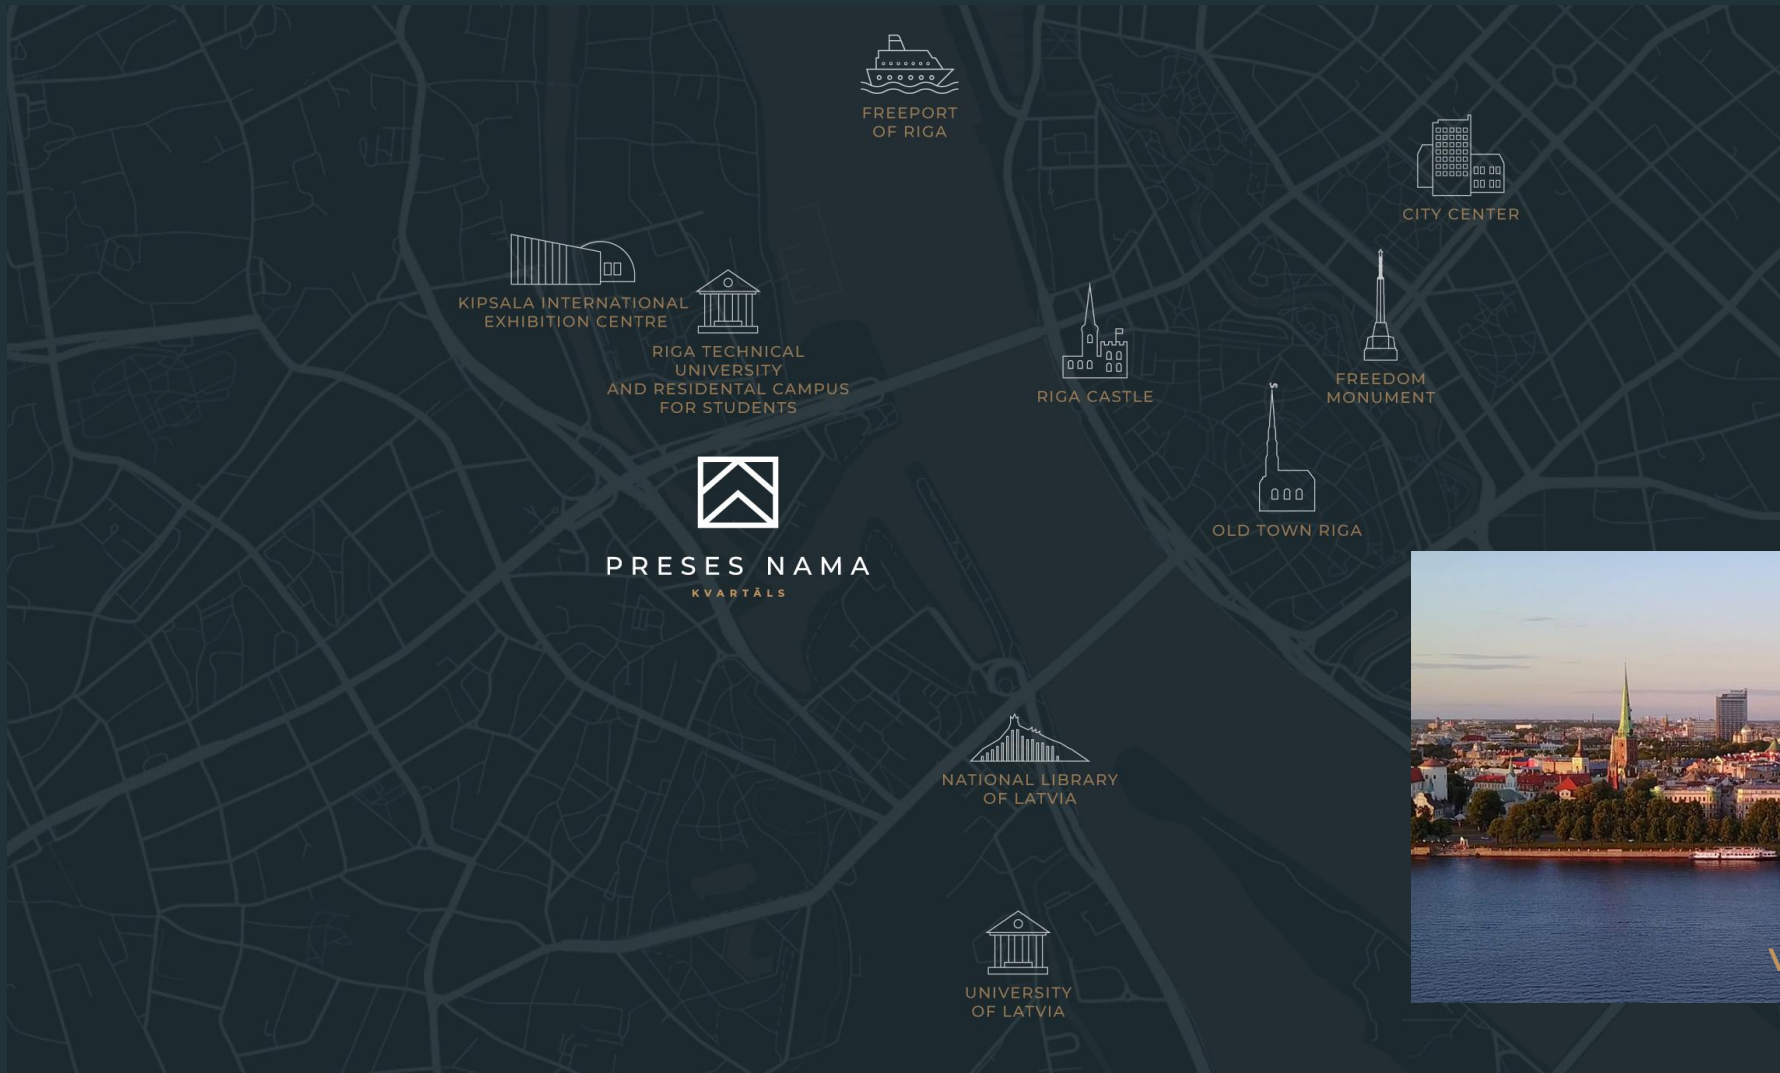 FREEPORT
OF RIGA
CITY CENTER
KIPSALA INTERNATIONAL
EXHIBITION CENTRE
RIGA TECHNICAL
UNIVERSITY
AND RESIDENTAL CAMPUS
FOR STUDENTS
RIGA CASTLE
FREEDOM
MONUMENT
OLD TOWN RIGA
PRESES NAMA
KVARTĀLS
NATIONAL LIBRARY
OF LATVIA
UNIVERSITY
OF LATVIA